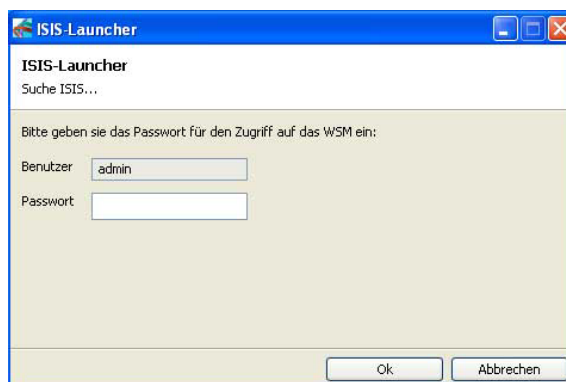 ISIS-Launcher
ISIS-Launcher
Suche ISIS...
Bitte geben sie das Passwort für den Zugriff auf das WSM ein:
Benutzer admin
Passwort
Ok Abbrechen